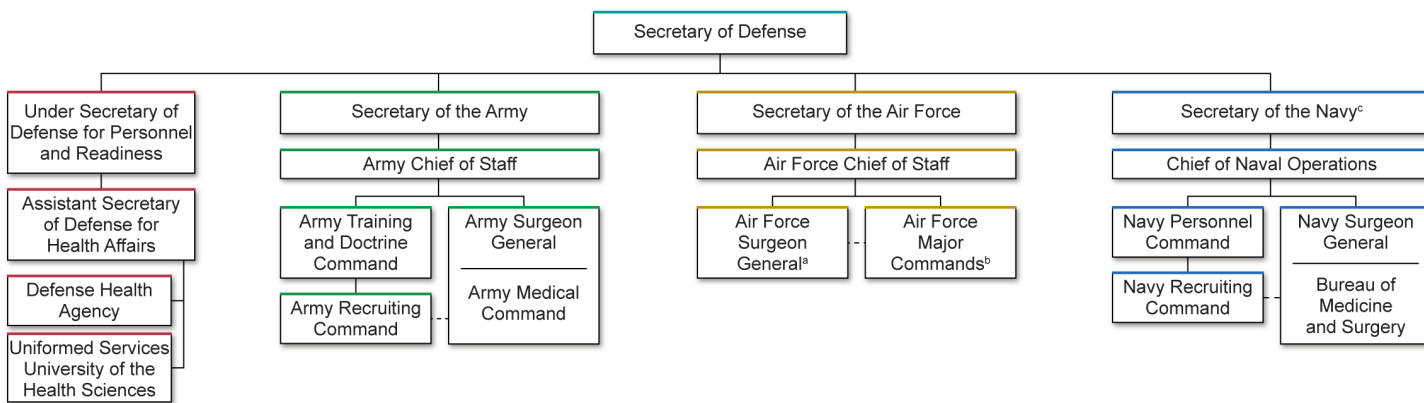 Secretary of Defense
Under Secretary of
Defense for Personnel
and Readiness
Assistant Secretary
of Defense for
Health Affairs
Defense Health
Agency
Uniformed Services
University of the
Health Sciences
Secretary of the Army
Army Chief of Staff
Army Training
and Doctrine
Command
Army Recruiting
Command
Army Surgeon
General
Army Medical
Command
Secretary of the Air Force
Air Force Chief of Staff
Air Force
Surgeon
Generalᵃ
Air Force
Major
Commandsᵇ
Secretary of the Navyᶜ
Chief of Naval Operations
Navy Personnel
Command
Navy Recruiting
Command
Navy Surgeon
General
Bureau of
Medicine
and Surgery